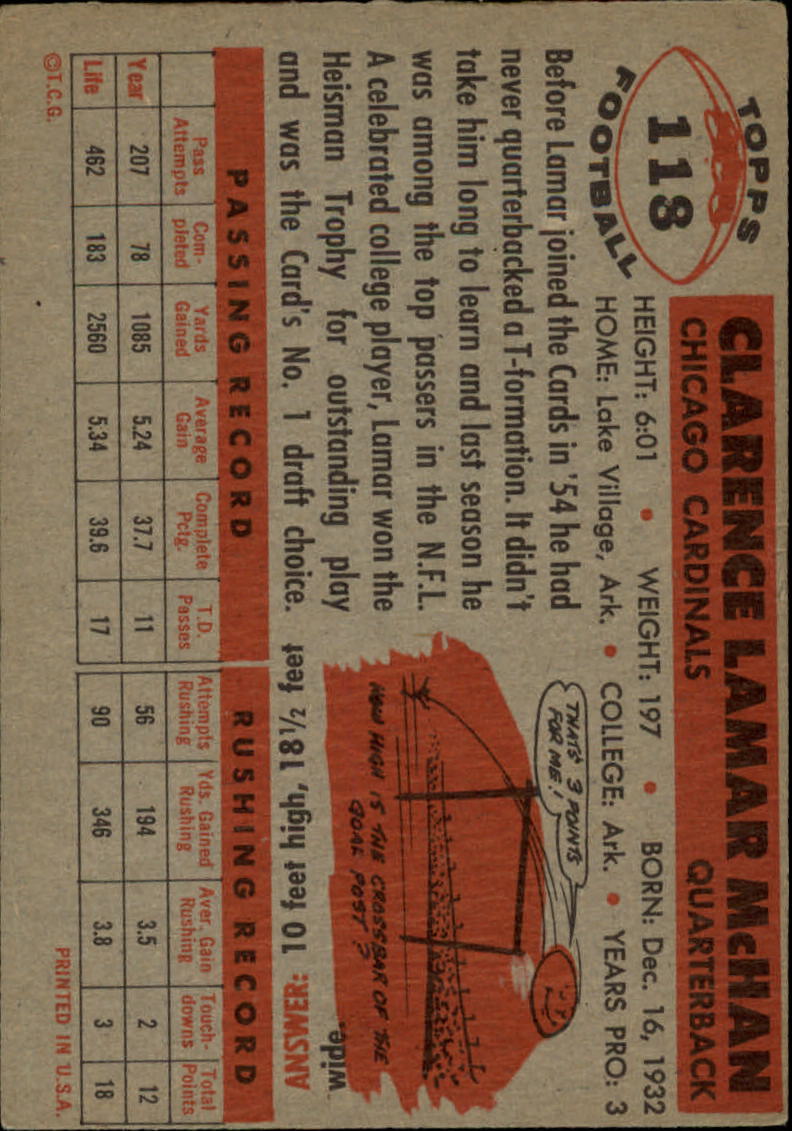 TOPPS
118
FOOTBALL
CLARENCE LAMAR McHAN
CHICAGO CARDINALS QUARTERBACK
HEIGHT: 6:01 • WEIGHT: 197 • BORN: Dec. 16, 1932
HOME: Lake Village, Ark. • COLLEGE: Ark. • YEARS PRO: 3
Before Lamar joined the Cards in '54 he had
never quarterbacked a T-formation. It didn't
take him long to learn and last season he
was among the top passers in the N.F.L.
A celebrated college player, Lamar won the
Heisman Trophy for outstanding play
and was the Card's No. 1 draft choice.
THAT'S 3 POINTS
FOR ME!
HOW HIGH IS THE CROSSBAR OF THE
GOAL POST?
ANSWER: 10 feet high, 18½ feet
wide.
PASSING RECORD RUSHING RECORD
Pass Attempts Com-pleted Yards Gained Average Gain Complete Pctg. T.D. Passes Attempts Rushing Yds. Gained Rushing Aver. Gain Rushing Touch-downs Total Points
Year 207 78 1085 5.24 37.7 11 56 194 3.5 2 12
Life 462 183 2560 5.34 39.6 17 90 346 3.8 3 18
©T.C.G. PRINTED IN U.S.A.